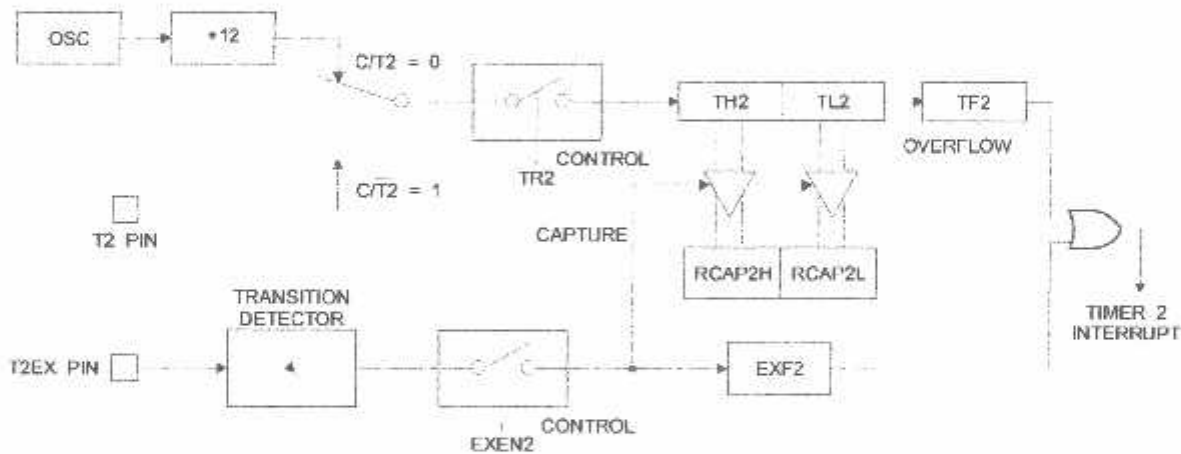 OSC
÷12
C/T2 = 0
TH2
TL2
TF2
OVERFLOW
CONTROL
TR2
C/T2 = 1
T2 PIN
CAPTURE
RCAP2H
RCAP2L
TRANSITION
DETECTOR
TIMER 2
INTERRUPT
T2EX PIN
EXF2
CONTROL
EXEN2